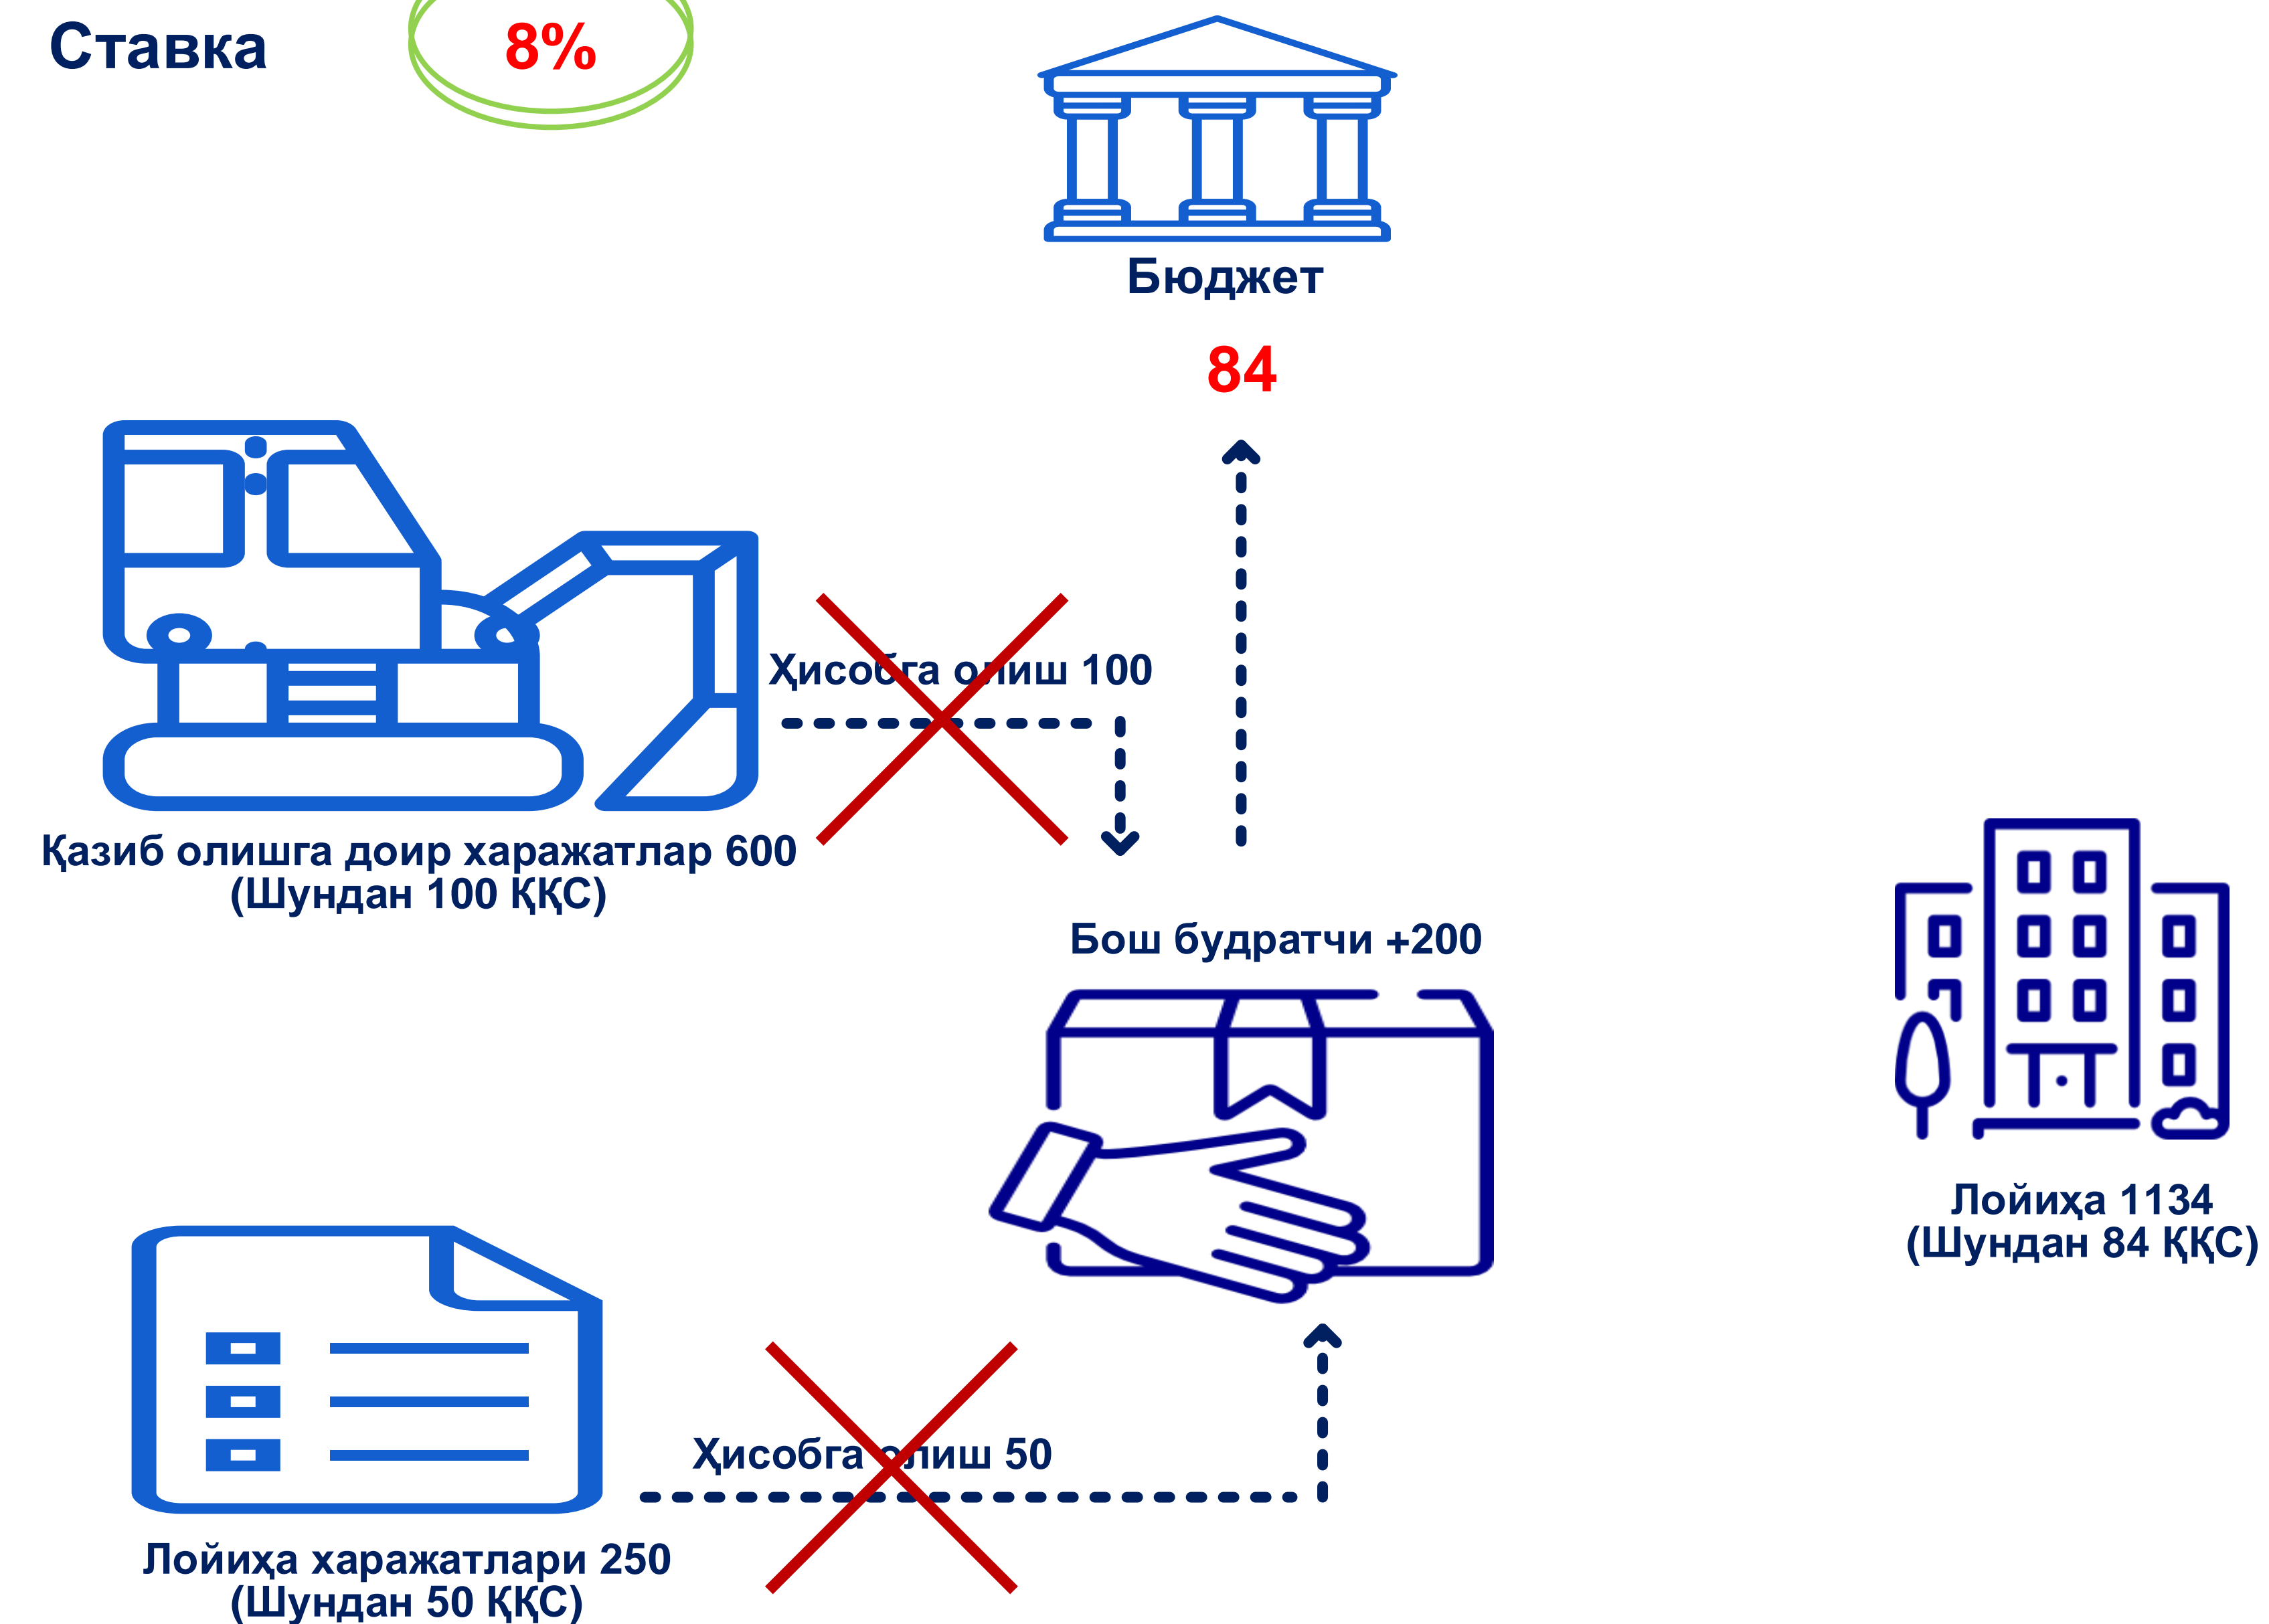 Ставка
8%
Бюджет
84
Ҳисобга олиш 100
Қазиб олишга доир харажатлар 600
(Шундан 100 ҚҚС)
Бош будратчи +200
Лойиҳа 1134
(Шундан 84 ҚҚС)
Ҳисобга олиш 50
Лойиҳа харажатлари 250
(Шундан 50 ҚҚС)